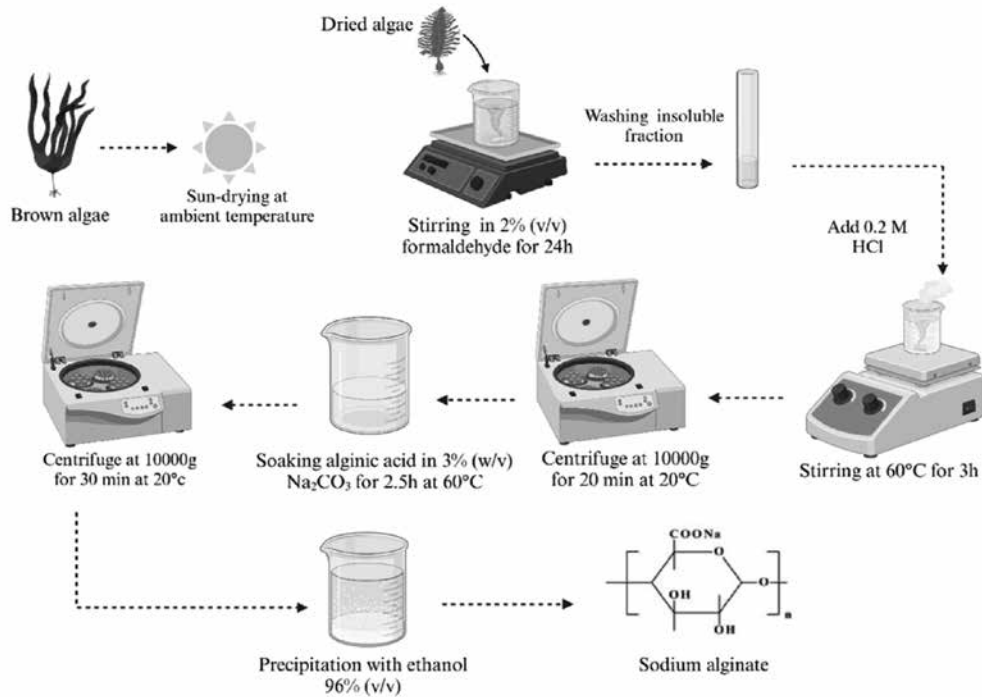 Dried algae
Brown algae
Sun-drying at
ambient temperature
Stirring in 2% (v/v)
formaldehyde for 24h
Washing insoluble
fraction
Add 0.2 M
HCl
Stirring at 60°C for 3h
Centrifuge at 10000g
for 20 min at 20°C
Soaking alginic acid in 3% (w/v)
Na₂CO₃ for 2.5h at 60°C
Centrifuge at 10000g
for 30 min at 20°c
Precipitation with ethanol
96% (v/v)
COONa
O
O
OH
OH
n
Sodium alginate